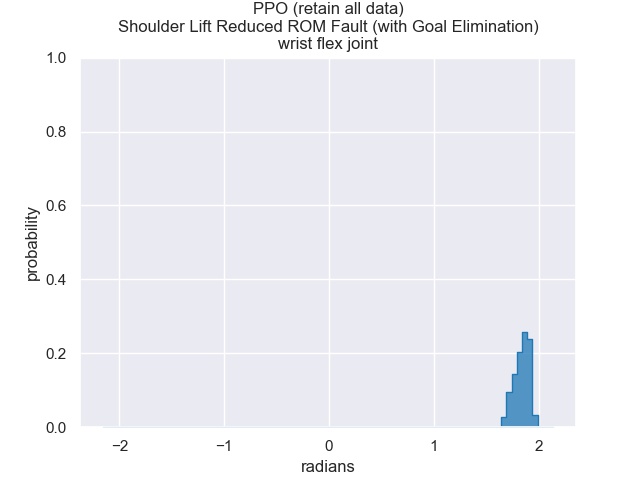 PPO (retain all data)
Shoulder Lift Reduced ROM Fault (with Goal Elimination)
wrist flex joint
1.0
0.8
0.6
0.4
0.2
0.0
probability
−2
−1
0
1
2
radians